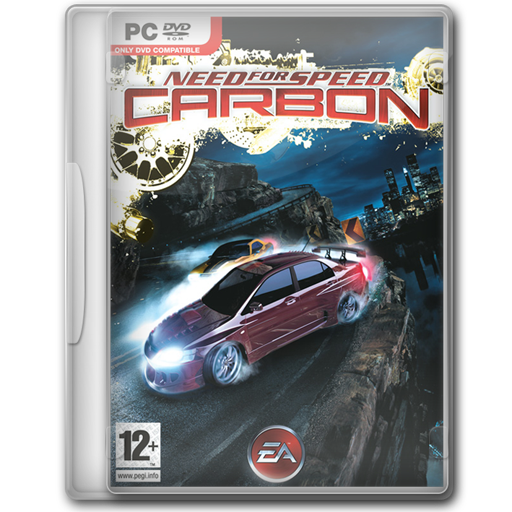 PC DVD ROM
ONLY DVD COMPATIBLE
NEED FOR SPEED
CARBON
12+
www.pegi.info
EA